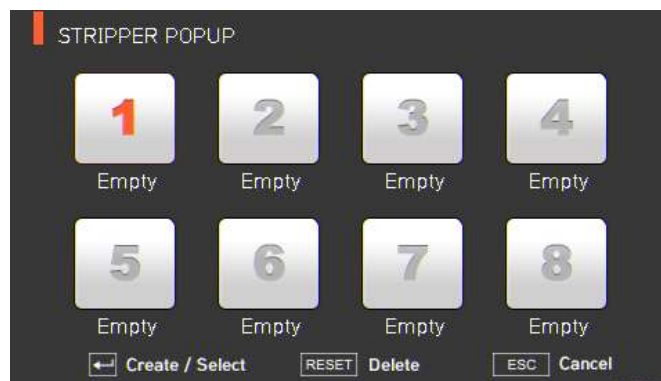 STRIPPER POPUP
1 2 3 4
Empty Empty Empty Empty
5 6 7 8
Empty Empty Empty Empty
Create / Select RESET Delete ESC Cancel